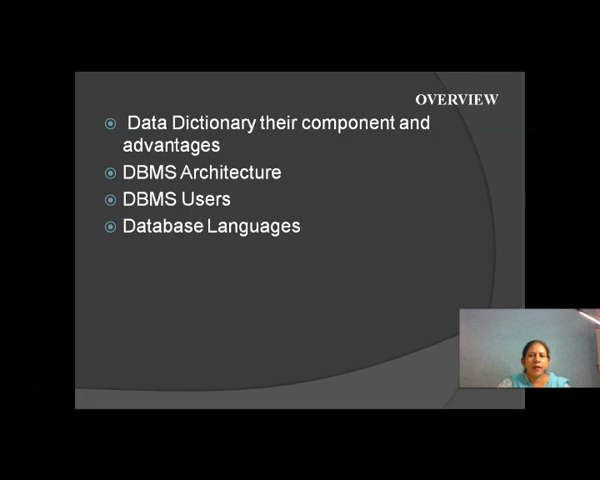 OVERVIEW
Data Dictionary their component and
advantages
DBMS Architecture
DBMS Users
Database Languages